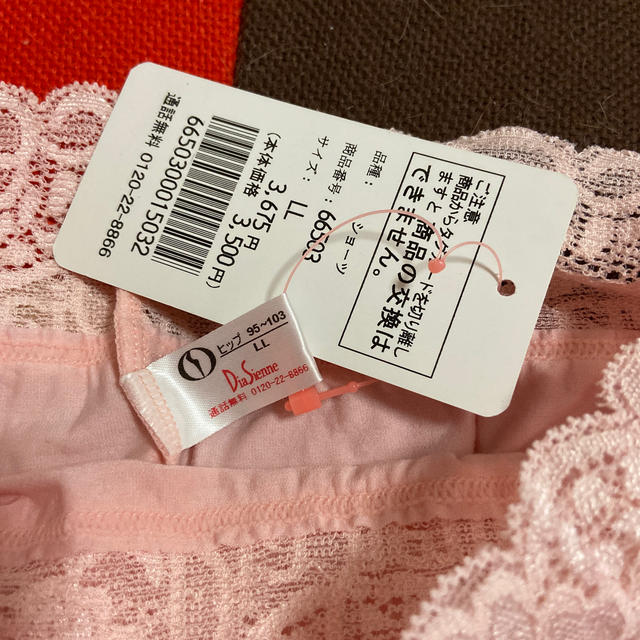 ご注意
商品からタグ
ードを切り離し
ますと商品の交換は
できません。
品種: ショーツ
商品番号: 66503
サイズ: LL
3,675円
(本体価格 3,500円)
6650300015032
通話無料 0120-22-8866
ヒップ 95~103
LL
DiaSienne
通話無料 0120-22-8866